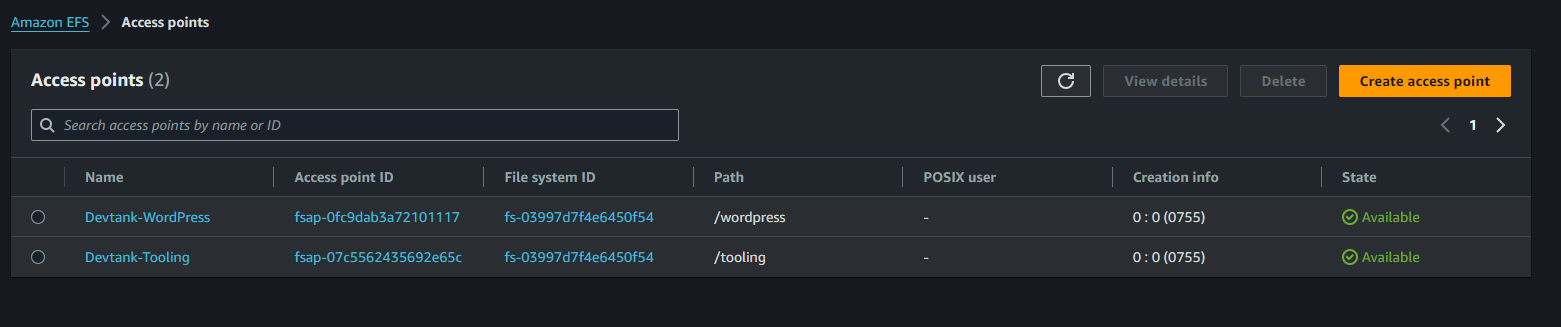 Amazon EFS > Access points
Access points (2)
View details
Delete
Create access point
Search access points by name or ID
1
Name Access point ID File system ID Path POSIX user Creation info State
Devtank-WordPress fsap-0fc9dab3a72101117 fs-03997d7f4e6450f54 /wordpress - 0 : 0 (0755) Available
Devtank-Tooling fsap-07c5562435692e65c fs-03997d7f4e6450f54 /tooling - 0 : 0 (0755) Available